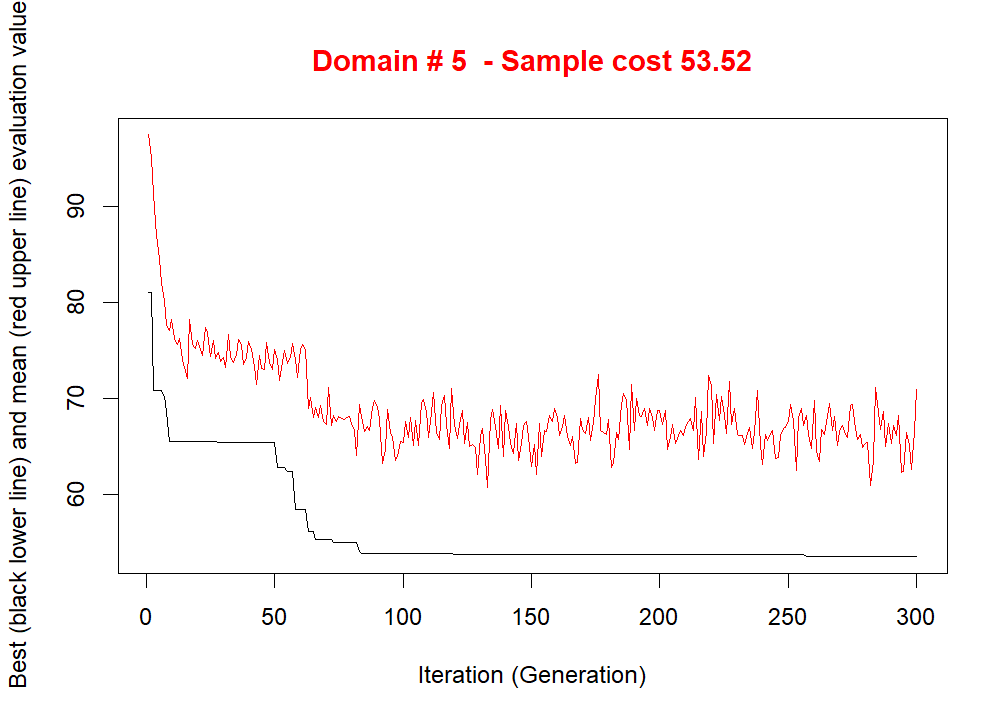 Domain # 5  - Sample cost 53.52
Best (black lower line) and mean (red upper line) evaluation value
90
80
70
60
0 50 100 150 200 250 300
Iteration (Generation)